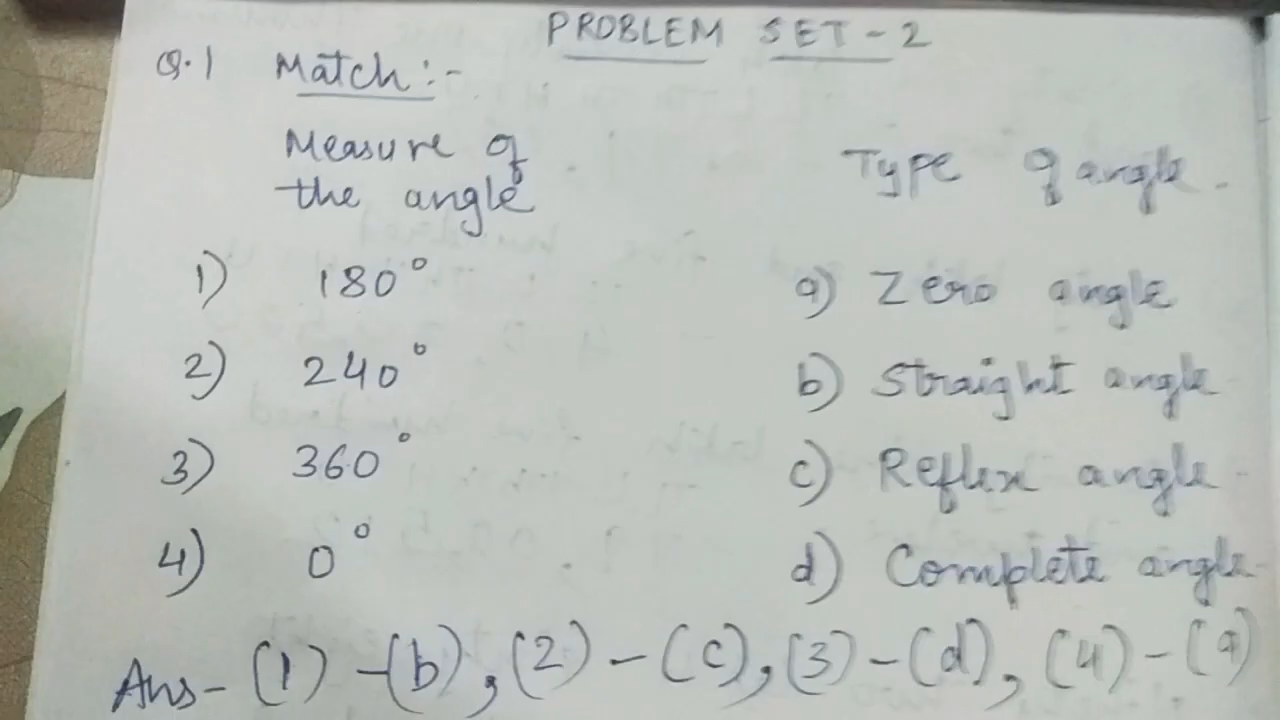 PROBLEM SET-2
Q.1 Match:-
Measure of the angle
Type of angle.
1) 180° a) Zero angle
2) 240° b) Straight angle
3) 360° c) Reflex angle
4) 0° d) Complete angle
Ans- (1)-(b), (2)-(c), (3)-(d), (4)-(a)